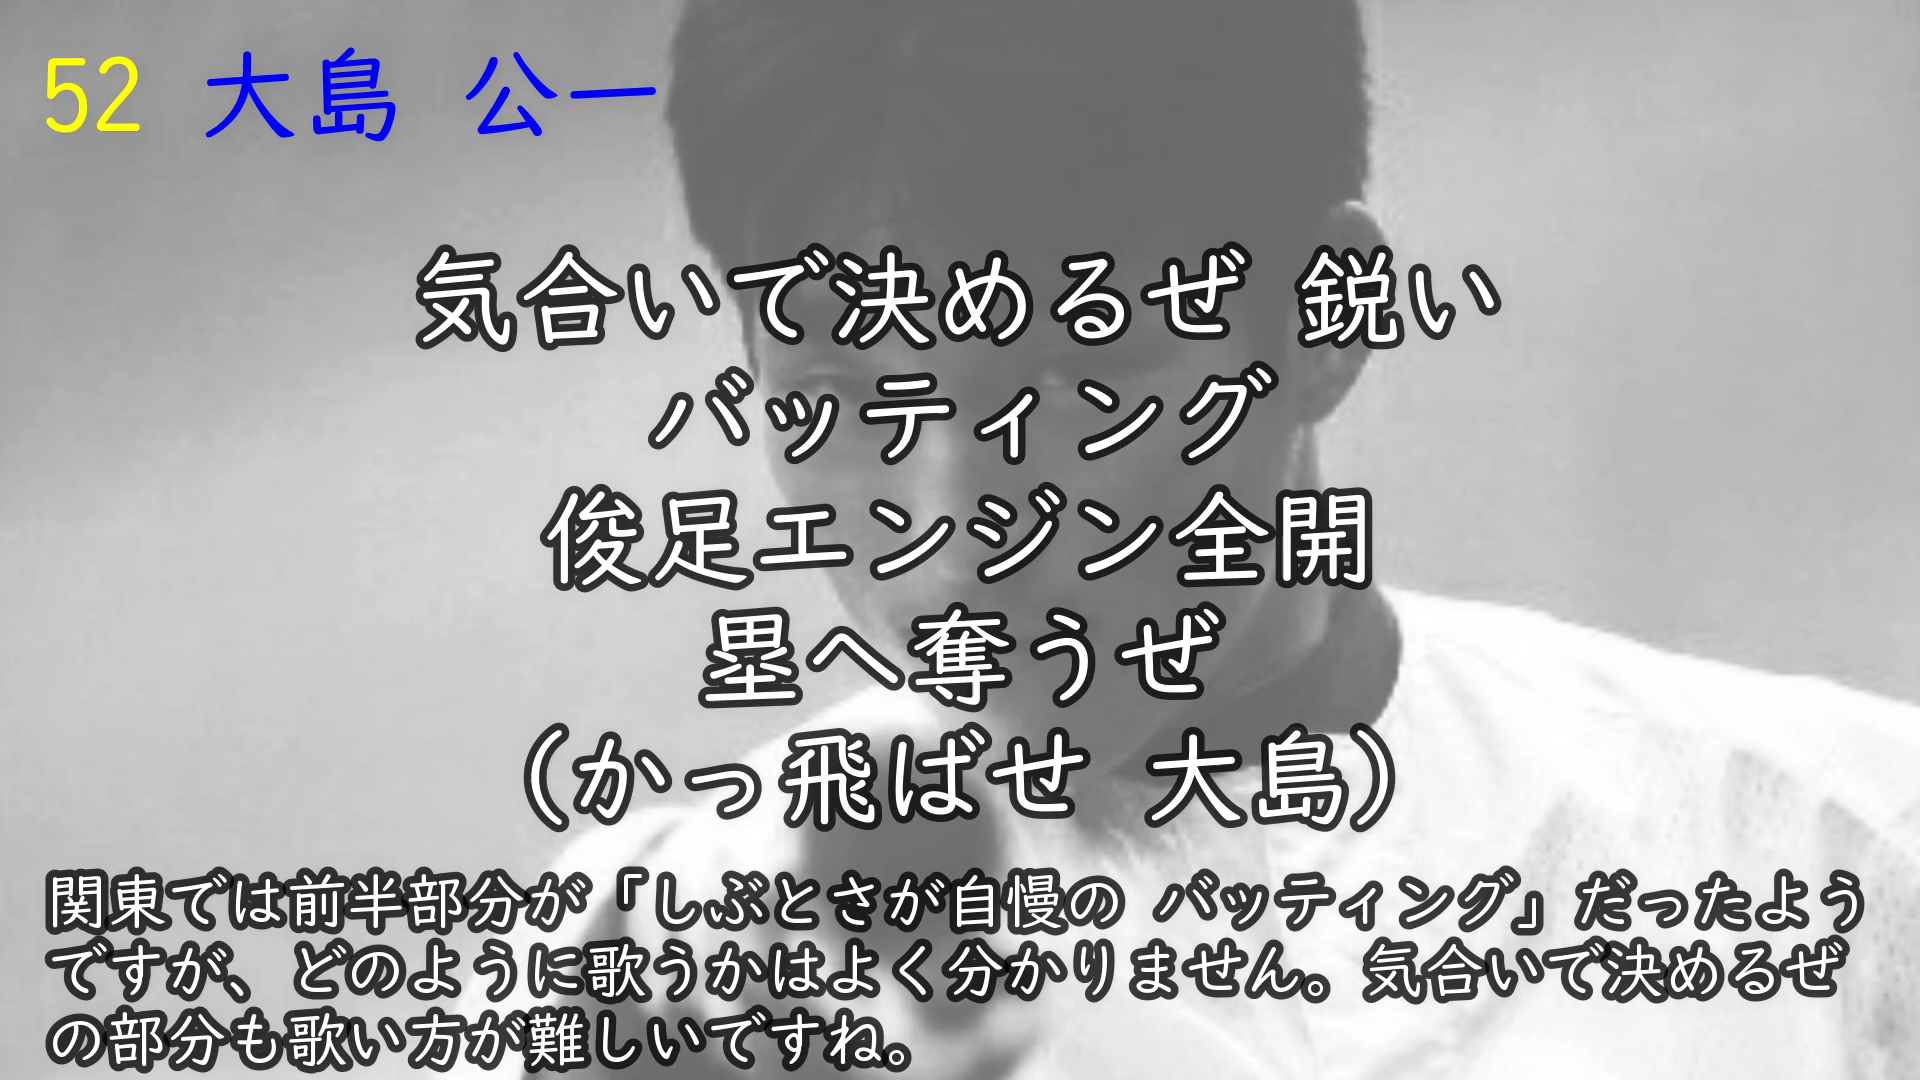 52 大島 公一
気合いで決めるぜ 鋭い
バッティング
俊足エンジン全開
塁へ奪うぜ
(かっ飛ばせ 大島)
関東では前半部分が「しぶとさが自慢の バッティング」だったよう
ですが、どのように歌うかはよく分かりません。気合いで決めるぜ
の部分も歌い方が難しいですね。